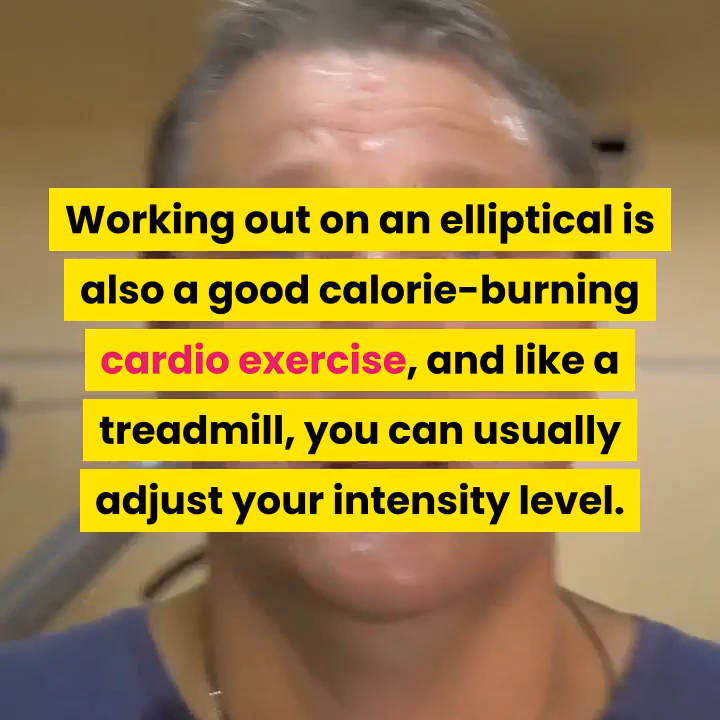 Working out on an elliptical is
also a good calorie-burning
cardio exercise, and like a
treadmill, you can usually
adjust your intensity level.